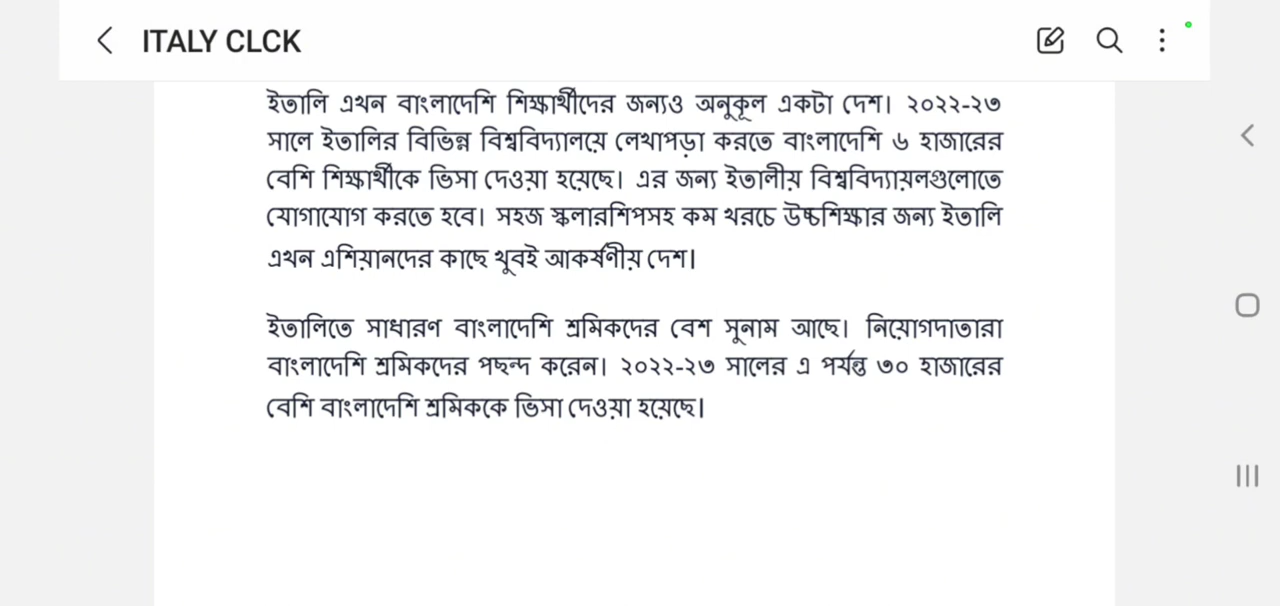 ITALY CLCK
ইতালি এখন বাংলাদেশি শিক্ষার্থীদের জন্যও অনুকূল একটা দেশ। ২০২২-২৩
সালে ইতালির বিভিন্ন বিশ্ববিদ্যালয়ে লেখাপড়া করতে বাংলাদেশি ৬ হাজারের
বেশি শিক্ষার্থীকে ভিসা দেওয়া হয়েছে। এর জন্য ইতালীয় বিশ্ববিদ্যায়লগুলোতে
যোগাযোগ করতে হবে। সহজ স্কলারশিপসহ কম খরচে উচ্চশিক্ষার জন্য ইতালি
এখন এশিয়ানদের কাছে খুবই আকর্ষণীয় দেশ।
ইতালিতে সাধারণ বাংলাদেশি শ্রমিকদের বেশ সুনাম আছে। নিয়োগদাতারা
বাংলাদেশি শ্রমিকদের পছন্দ করেন। ২০২২-২৩ সালের এ পর্যন্ত ৩০ হাজারের
বেশি বাংলাদেশি শ্রমিককে ভিসা দেওয়া হয়েছে।